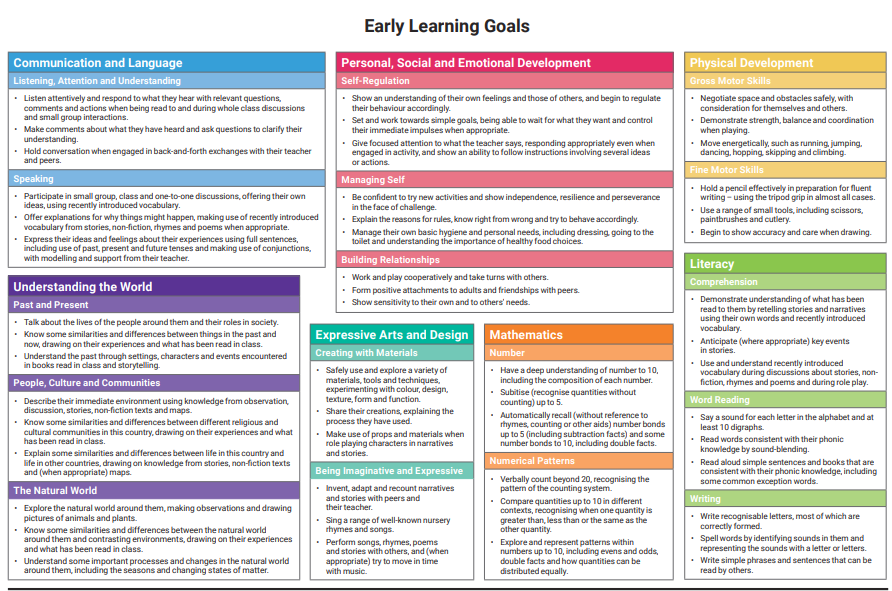 Early Learning Goals
Communication and Language
Listening, Attention and Understanding
• Listen attentively and respond to what they hear with relevant questions,
comments and actions when being read to and during whole class discussions
and small group interactions.
• Make comments about what they have heard and ask questions to clarify their
understanding.
• Hold conversation when engaged in back-and-forth exchanges with their teacher
and peers.
Speaking
• Participate in small group, class and one-to-one discussions, offering their own
ideas, using recently introduced vocabulary.
• Offer explanations for why things might happen, making use of recently introduced
vocabulary from stories, non-fiction, rhymes and poems when appropriate.
• Express their ideas and feelings about their experiences using full sentences,
including use of past, present and future tenses and making use of conjunctions,
with modelling and support from their teacher.
Personal, Social and Emotional Development
Self-Regulation
• Show an understanding of their own feelings and those of others, and begin to regulate
their behaviour accordingly.
• Set and work towards simple goals, being able to wait for what they want and control
their immediate impulses when appropriate.
• Give focused attention to what the teacher says, responding appropriately even when
engaged in activity, and show an ability to follow instructions involving several ideas
or actions.
Managing Self
• Be confident to try new activities and show independence, resilience and perseverance
in the face of challenge.
• Explain the reasons for rules, know right from wrong and try to behave accordingly.
• Manage their own basic hygiene and personal needs, including dressing, going to the
toilet and understanding the importance of healthy food choices.
Building Relationships
• Work and play cooperatively and take turns with others.
• Form positive attachments to adults and friendships with peers.
• Show sensitivity to their own and to others' needs.
Physical Development
Gross Motor Skills
• Negotiate space and obstacles safely, with
consideration for themselves and others.
• Demonstrate strength, balance and coordination
when playing.
• Move energetically, such as running, jumping,
dancing, hopping, skipping and climbing.
Fine Motor Skills
• Hold a pencil effectively in preparation for fluent
writing – using the tripod grip in almost all cases.
• Use a range of small tools, including scissors,
paintbrushes and cutlery.
• Begin to show accuracy and care when drawing.
Understanding the World
Past and Present
• Talk about the lives of the people around them and their roles in society.
• Know some similarities and differences between things in the past and
now, drawing on their experiences and what has been read in class.
• Understand the past through settings, characters and events encountered
in books read in class and storytelling.
People, Culture and Communities
• Describe their immediate environment using knowledge from observation,
discussion, stories, non-fiction texts and maps.
• Know some similarities and differences between different religious and
cultural communities in this country, drawing on their experiences and what
has been read in class.
• Explain some similarities and differences between life in this country and
life in other countries, drawing on knowledge from stories, non-fiction texts
and (when appropriate) maps.
The Natural World
• Explore the natural world around them, making observations and drawing
pictures of animals and plants.
• Know some similarities and differences between the natural world
around them and contrasting environments, drawing on their experiences
and what has been read in class.
• Understand some important processes and changes in the natural world
around them, including the seasons and changing states of matter.
Expressive Arts and Design
Creating with Materials
• Safely use and explore a variety of
materials, tools and techniques,
experimenting with colour, design,
texture, form and function.
• Share their creations, explaining the
process they have used.
• Make use of props and materials when
role playing characters in narratives
and stories.
Being Imaginative and Expressive
• Invent, adapt and recount narratives
and stories with peers and
their teacher.
• Sing a range of well-known nursery
rhymes and songs.
• Perform songs, rhymes, poems
and stories with others, and (when
appropriate) try to move in time
with music.
Mathematics
Number
• Have a deep understanding of number to 10,
including the composition of each number.
• Subitise (recognise quantities without
counting) up to 5.
• Automatically recall (without reference to
rhymes, counting or other aids) number bonds
up to 5 (including subtraction facts) and some
number bonds to 10, including double facts.
Numerical Patterns
• Verbally count beyond 20, recognising the
pattern of the counting system.
• Compare quantities up to 10 in different
contexts, recognising when one quantity is
greater than, less than or the same as the
other quantity.
• Explore and represent patterns within
numbers up to 10, including evens and odds,
double facts and how quantities can be
distributed equally.
Literacy
Comprehension
• Demonstrate understanding of what has been
read to them by retelling stories and narratives
using their own words and recently introduced
vocabulary.
• Anticipate (where appropriate) key events
in stories.
• Use and understand recently introduced
vocabulary during discussions about stories, non-
fiction, rhymes and poems and during role play.
Word Reading
• Say a sound for each letter in the alphabet and at
least 10 digraphs.
• Read words consistent with their phonic
knowledge by sound-blending.
• Read aloud simple sentences and books that are
consistent with their phonic knowledge, including
some common exception words.
Writing
• Write recognisable letters, most of which are
correctly formed.
• Spell words by identifying sounds in them and
representing the sounds with a letter or letters.
• Write simple phrases and sentences that can be
read by others.